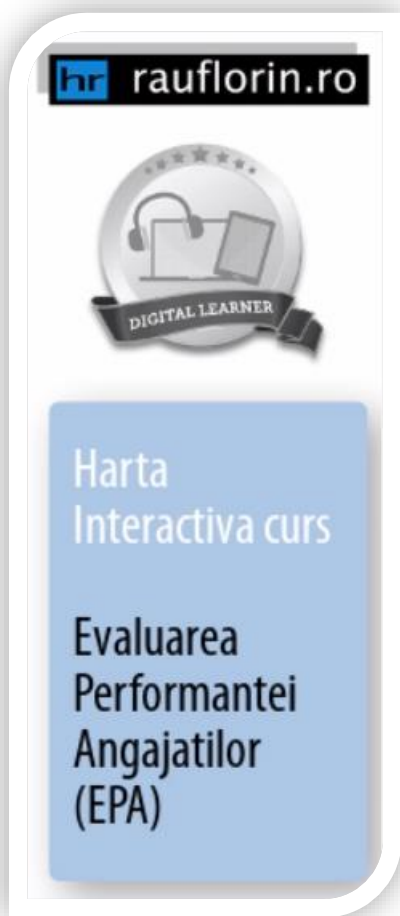 hr rauflorin.ro
DIGITAL LEARNER
Harta
Interactiva curs
Evaluarea
Performantei
Angajatilor
(EPA)